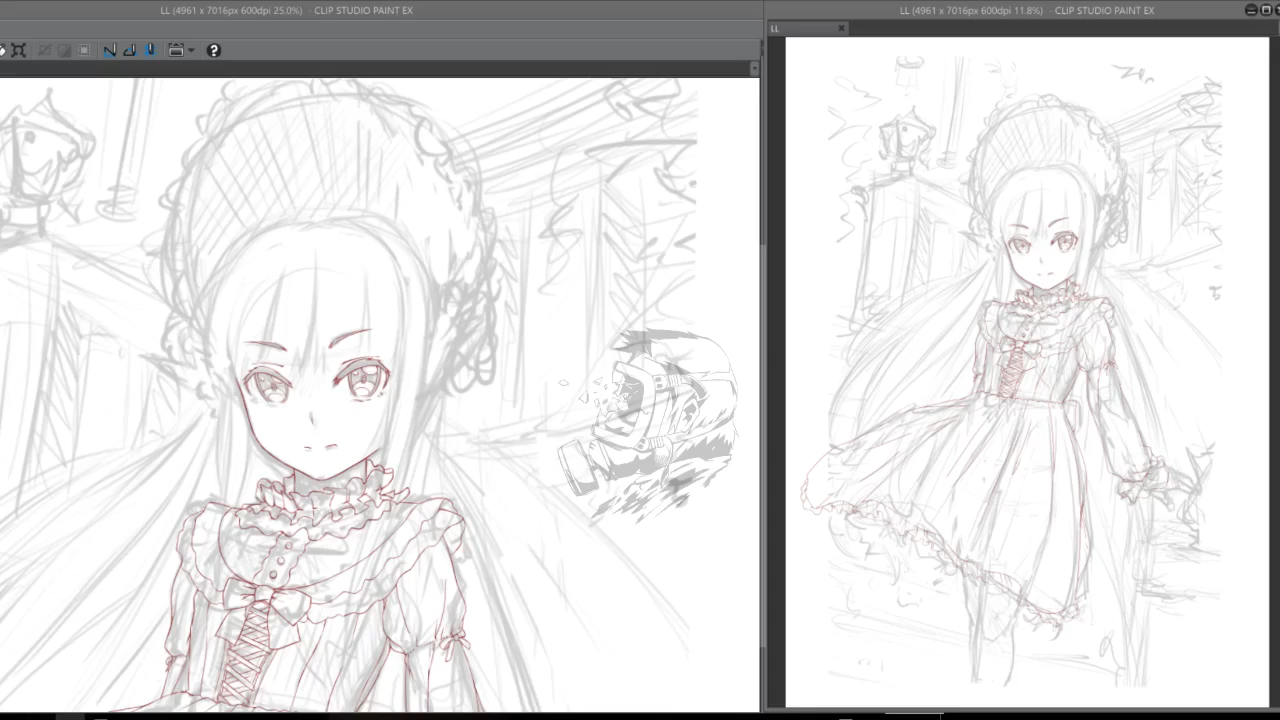 LL (4961 x 7016px 600dpi 25.0%) - CLIP STUDIO PAINT EX
LL (4961 x 7016px 600dpi 11.8%) - CLIP STUDIO PAINT EX
LL